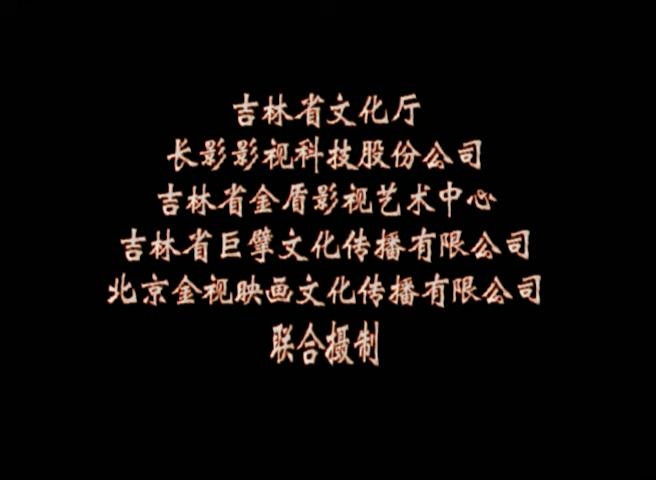 吉林省文化厅
长影影视科技股份公司
吉林省金盾影视艺术中心
吉林省巨擘文化传播有限公司
北京金视映画文化传播有限公司
联合摄制